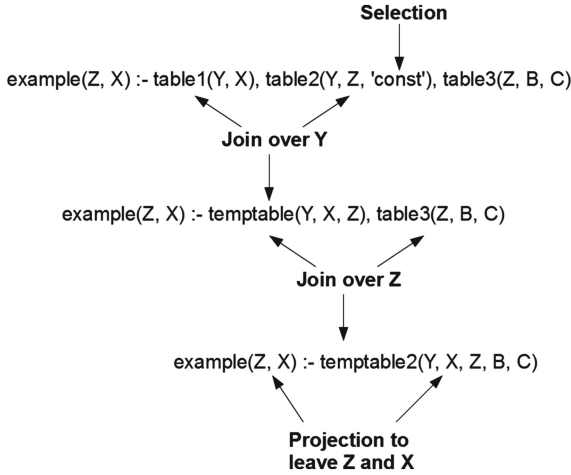 Selection
example(Z, X) :- table1(Y, X), table2(Y, Z, 'const'), table3(Z, B, C)
Join over Y
example(Z, X) :- temptable(Y, X, Z), table3(Z, B, C)
Join over Z
example(Z, X) :- temptable2(Y, X, Z, B, C)
Projection to
leave Z and X